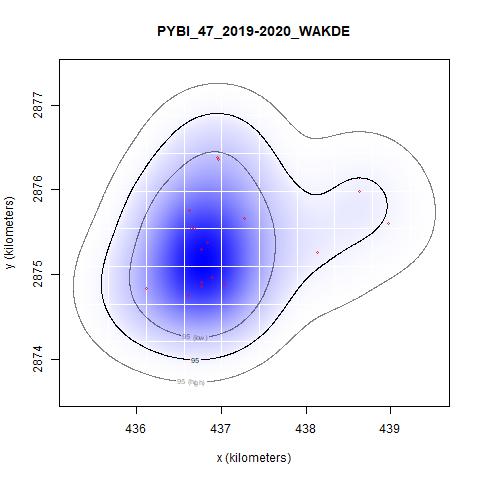 PYBI_47_2019-2020_WAKDE
y (kilometers)
2877
2876
2875
2874
95 (low)
95
95 (high)
436 437 438 439
x (kilometers)